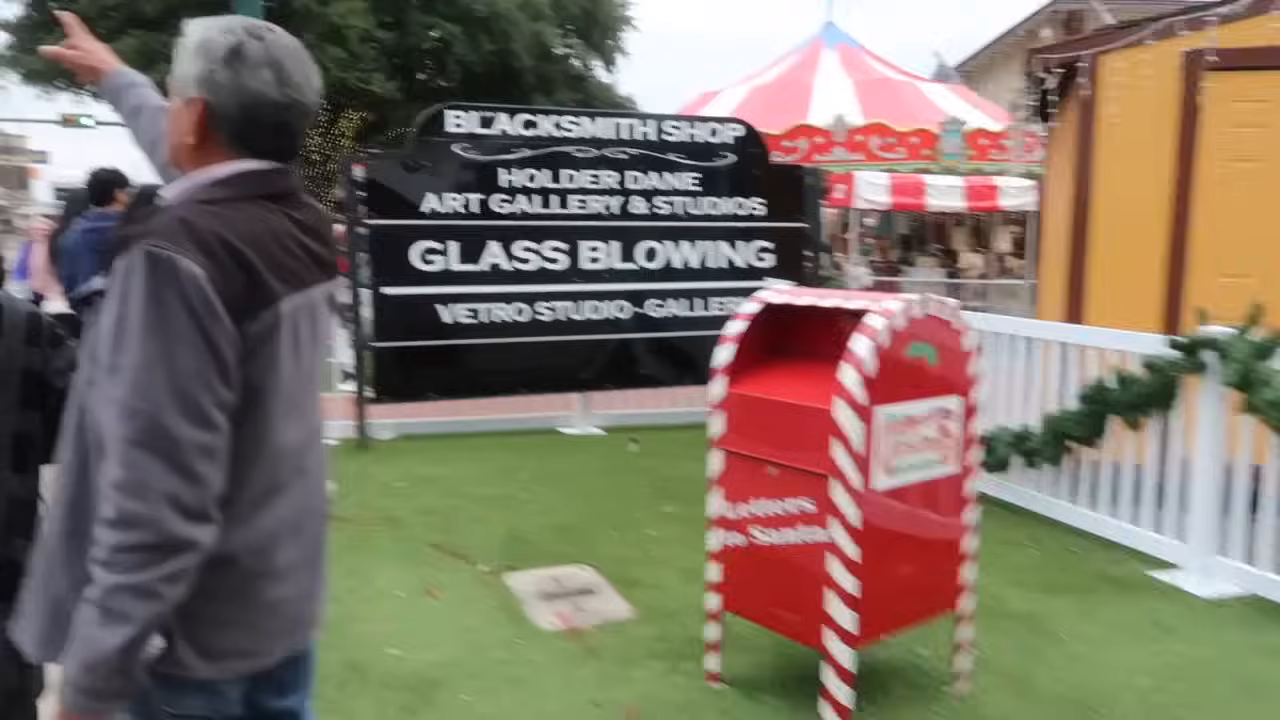 BLACKSMITH SHOP
HOLDER DANE
ART GALLERY & STUDIOS
GLASS BLOWING
VETRO STUDIO-GALLERY
Letters
to Santa